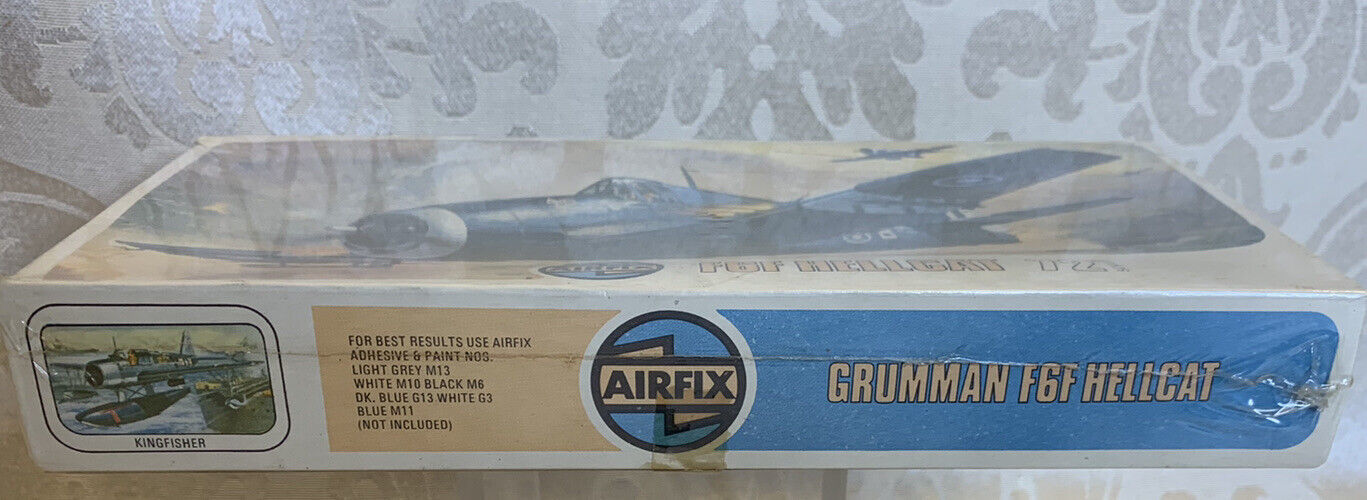 F6F HELLCAT 72
AIRFIX
KINGFISHER
FOR BEST RESULTS USE AIRFIX
ADHESIVE & PAINT NOS.
LIGHT GREY M13
WHITE M10 BLACK M6
DK. BLUE G13 WHITE G3
BLUE M11
(NOT INCLUDED)
AIRFIX
GRUMMAN F6F HELLCAT